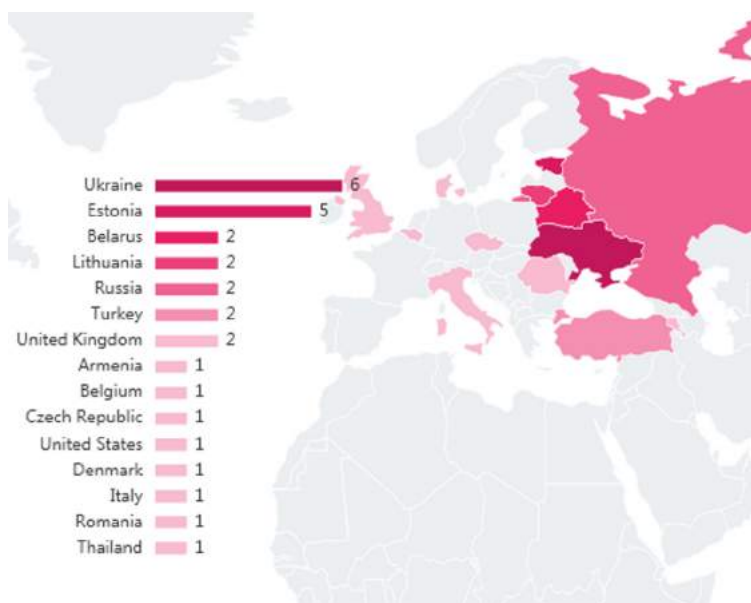 Ukraine 6
Estonia 5
Belarus 2
Lithuania 2
Russia 2
Turkey 2
United Kingdom 2
Armenia 1
Belgium 1
Czech Republic 1
United States 1
Denmark 1
Italy 1
Romania 1
Thailand 1